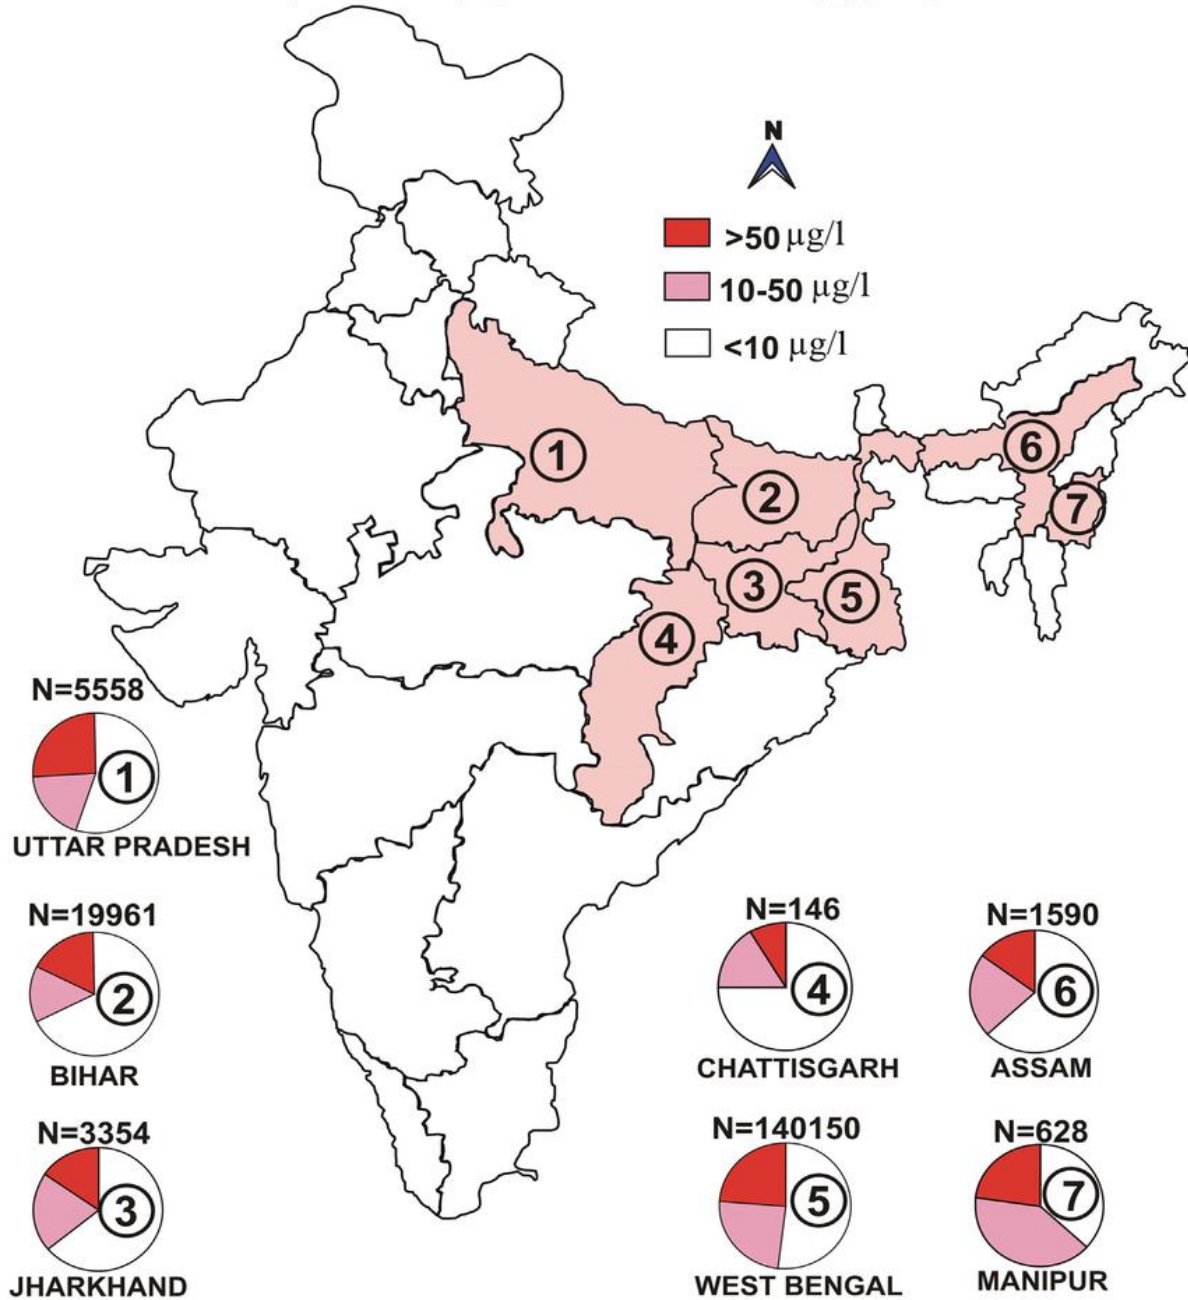 N
>50 µg/l
10-50 µg/l
<10 µg/l
1
2
3
4
5
6
7
N=5558
1
UTTAR PRADESH
N=19961
2
BIHAR
N=3354
3
JHARKHAND
N=146
4
CHATTISGARH
N=140150
5
WEST BENGAL
N=1590
6
ASSAM
N=628
7
MANIPUR